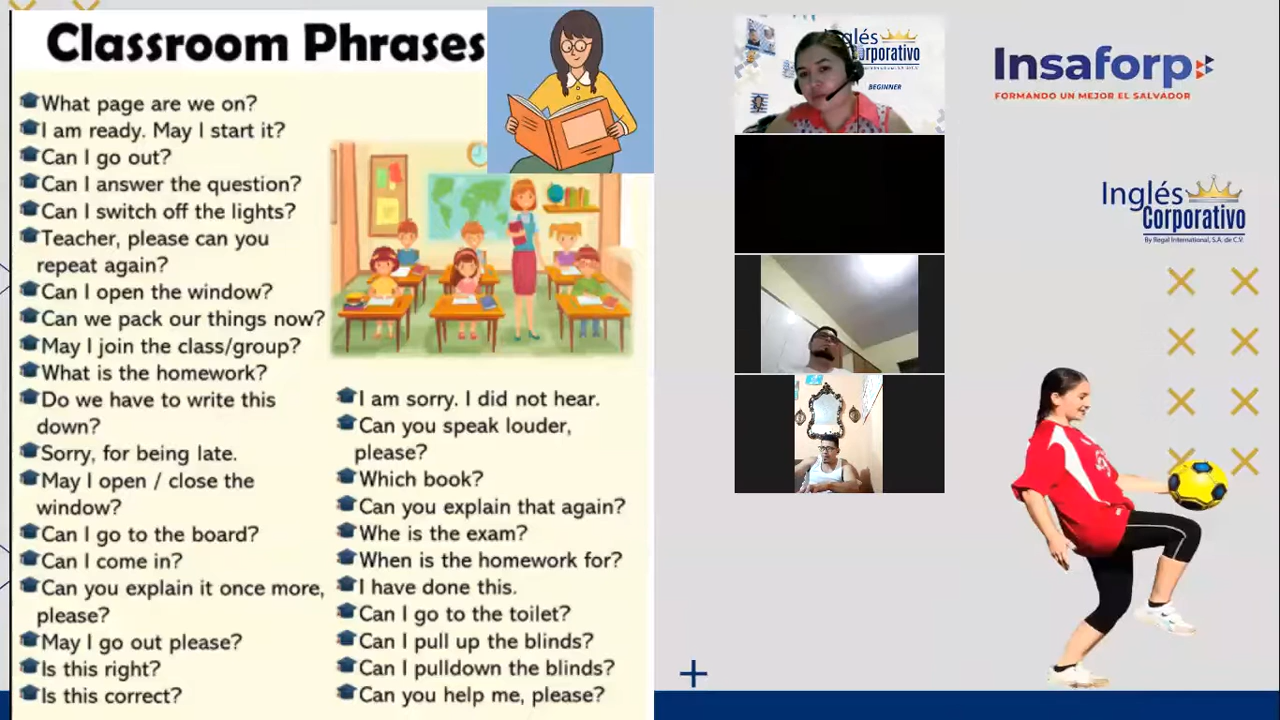 Classroom Phrases
What page are we on?
I am ready. May I start it?
Can I go out?
Can I answer the question?
Can I switch off the lights?
Teacher, please can you
repeat again?
Can I open the window?
Can we pack our things now?
May I join the class/group?
What is the homework?
Do we have to write this
down?
Sorry, for being late.
May I open / close the
window?
Can I go to the board?
Can I come in?
Can you explain it once more,
please?
May I go out please?
Is this right?
Is this correct?
I am sorry. I did not hear.
Can you speak louder,
please?
Which book?
Can you explain that again?
Whe is the exam?
When is the homework for?
I have done this.
Can I go to the toilet?
Can I pull up the blinds?
Can I pulldown the blinds?
Can you help me, please?
Inglés
Corporativo
BEGINNER
Insaforp
FORMANDO UN MEJOR EL SALVADOR
Inglés
Corporativo
By Regal International, S.A. de C.V.